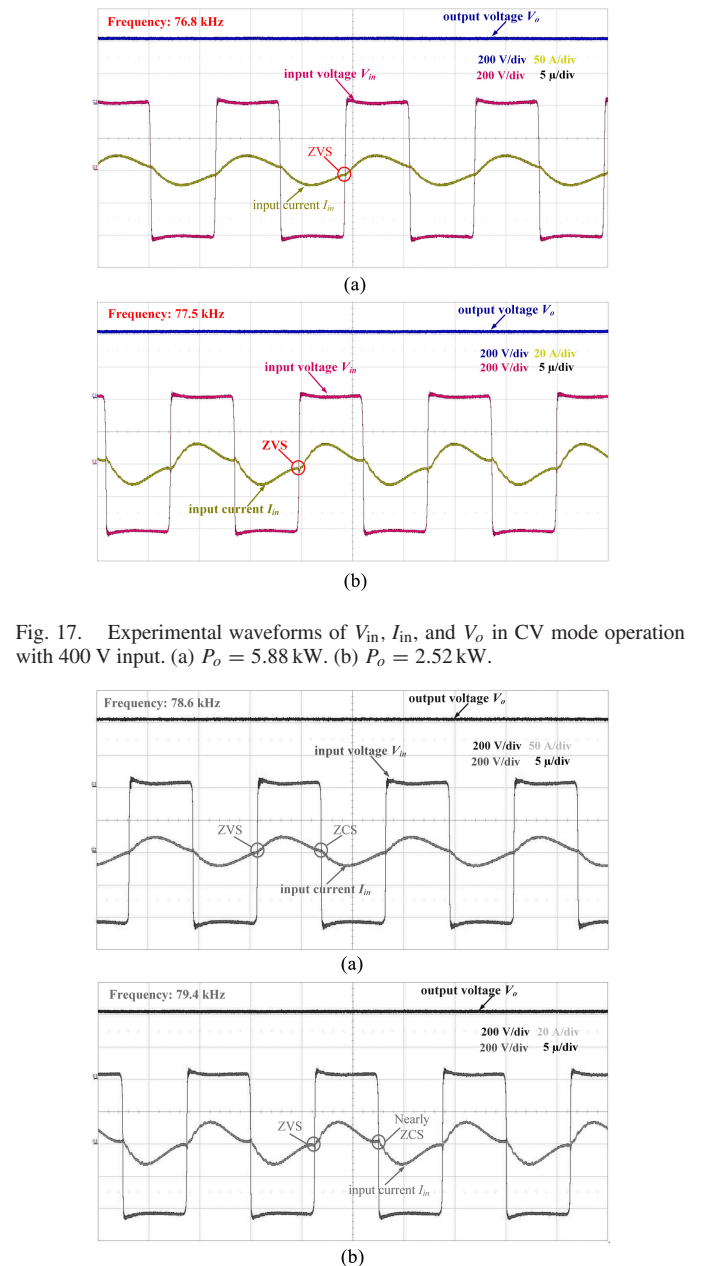 Frequency: 76.8 kHz
output voltage Vo
200 V/div 50 A/div
200 V/div 5 μ/div
input voltage Vin
ZVS
input current Iin
(a)
Frequency: 77.5 kHz
output voltage Vo
200 V/div 20 A/div
200 V/div 5 μ/div
input voltage Vin
ZVS
input current Iin
(b)
Fig. 17. Experimental waveforms of Vin, Iin, and Vo in CV mode operation
with 400 V input. (a) Po = 5.88 kW. (b) Po = 2.52 kW.
Frequency: 78.6 kHz
output voltage Vo
200 V/div 50 A/div
200 V/div 5 μ/div
input voltage Vin
ZVS
ZCS
input current Iin
(a)
Frequency: 79.4 kHz
output voltage Vo
200 V/div 20 A/div
200 V/div 5 μ/div
ZVS
Nearly
ZCS
input current Iin
(b)